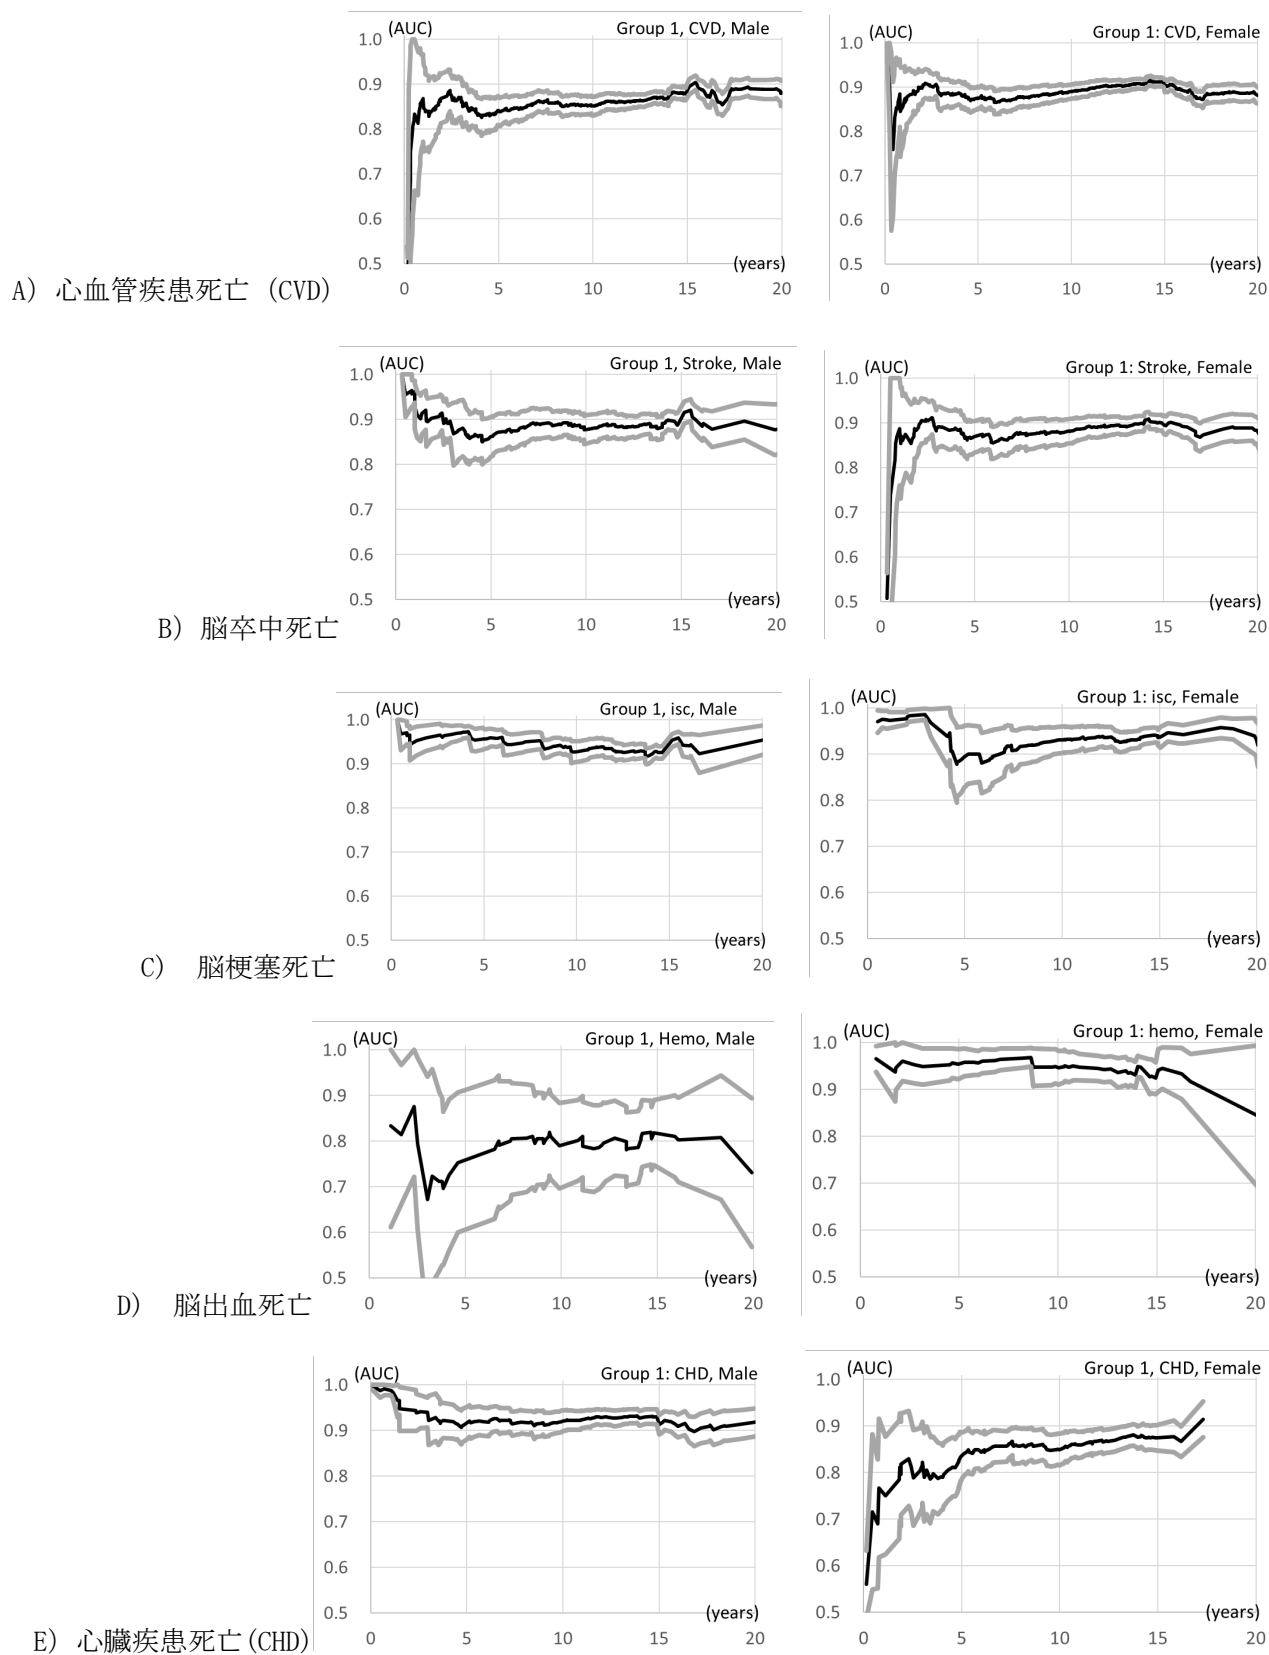 (AUC) Group 1, CVD, Male
1.0
0.9
0.8
0.7
0.6
0.5
(years)
0 5 10 15 20
(AUC) Group 1: CVD, Female
1.0
0.9
0.8
0.7
0.6
0.5
(years)
0 5 10 15 20
A) 心血管疾患死亡 (CVD)
(AUC) Group 1, Stroke, Male
1.0
0.9
0.8
0.7
0.6
0.5
(years)
0 5 10 15 20
(AUC) Group 1: Stroke, Female
1.0
0.9
0.8
0.7
0.6
0.5
(years)
0 5 10 15 20
B) 脳卒中死亡
(AUC) Group 1, isc, Male
1.0
0.9
0.8
0.7
0.6
0.5
(years)
0 5 10 15 20
(AUC) Group 1: isc, Female
1.0
0.9
0.8
0.7
0.6
0.5
(years)
0 5 10 15 20
C) 脳梗塞死亡
(AUC) Group 1, Hemo, Male
1.0
0.9
0.8
0.7
0.6
0.5
(years)
0 5 10 15 20
(AUC) Group 1: hemo, Female
1.0
0.9
0.8
0.7
0.6
0.5
(years)
0 5 10 15 20
D) 脳出血死亡
(AUC) Group 1: CHD, Male
1.0
0.9
0.8
0.7
0.6
0.5
(years)
0 5 10 15 20
(AUC) Group 1, CHD, Female
1.0
0.9
0.8
0.7
0.6
0.5
(years)
0 5 10 15 20
E) 心臓疾患死亡(CHD)